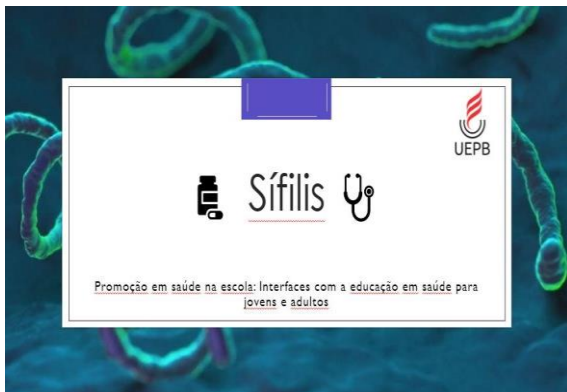 UEPB
Sífilis
Promoção em saúde na escola: Interfaces com a educação em saúde para
jovens e adultos